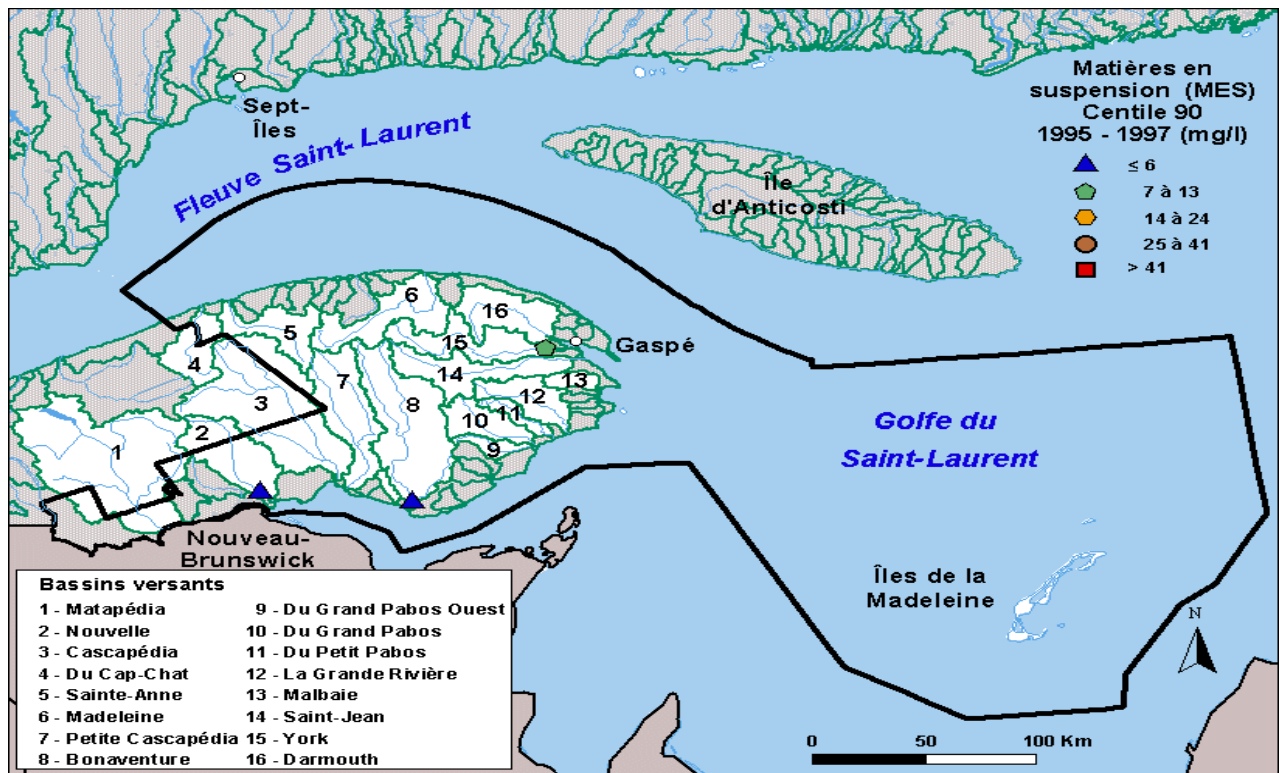 Sept-
Îles
Fleuve Saint-Laurent
Île
d'Anticosti
Matières en
suspension (MES)
Centile 90
1995 - 1997 (mg/l)
≤ 6
7 à 13
14 à 24
25 à 41
> 41
6
16
5
15
Gaspé
4
14
13
7
3
8
12
11
10
2
1
9
Golfe du
Saint-Laurent
Nouveau-
Brunswick
Îles de la
Madeleine
N
Bassins versants
1 - Matapédia
2 - Nouvelle
3 - Cascapédia
4 - Du Cap-Chat
5 - Sainte-Anne
6 - Madeleine
7 - Petite Cascapédia
8 - Bonaventure
9 - Du Grand Pabos Ouest
10 - Du Grand Pabos
11 - Du Petit Pabos
12 - La Grande Rivière
13 - Malbaie
14 - Saint-Jean
15 - York
16 - Darmouth
0 50 100 Km